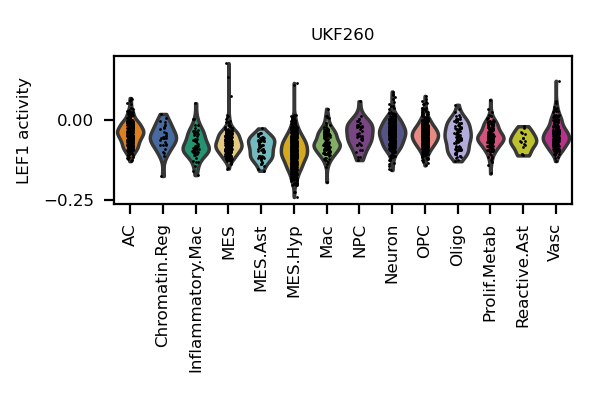 UKF260
LEF1 activity
0.00
−0.25
AC
Chromatin.Reg
Inflammatory.Mac
MES
MES.Ast
MES.Hyp
Mac
NPC
Neuron
OPC
Oligo
Prolif.Metab
Reactive.Ast
Vasc